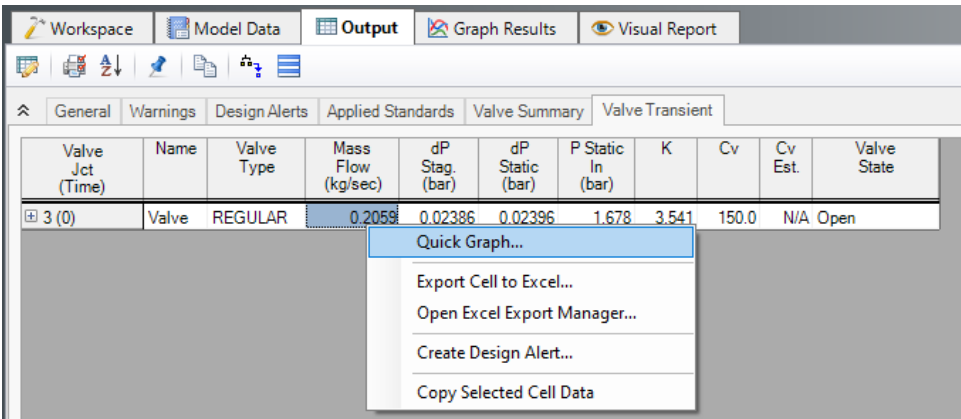 Workspace Model Data Output Graph Results Visual Report
General Warnings Design Alerts Applied Standards Valve Summary Valve Transient
Valve Jct (Time) Name Valve Type Mass Flow (kg/sec) dP Stag. (bar) dP Static (bar) P Static In (bar) K Cv Cv Est. Valve State
3 (0) Valve REGULAR 0.2059 0.02386 0.02396 1.678 3.541 150.0 N/A Open
Quick Graph...
Export Cell to Excel...
Open Excel Export Manager...
Create Design Alert...
Copy Selected Cell Data